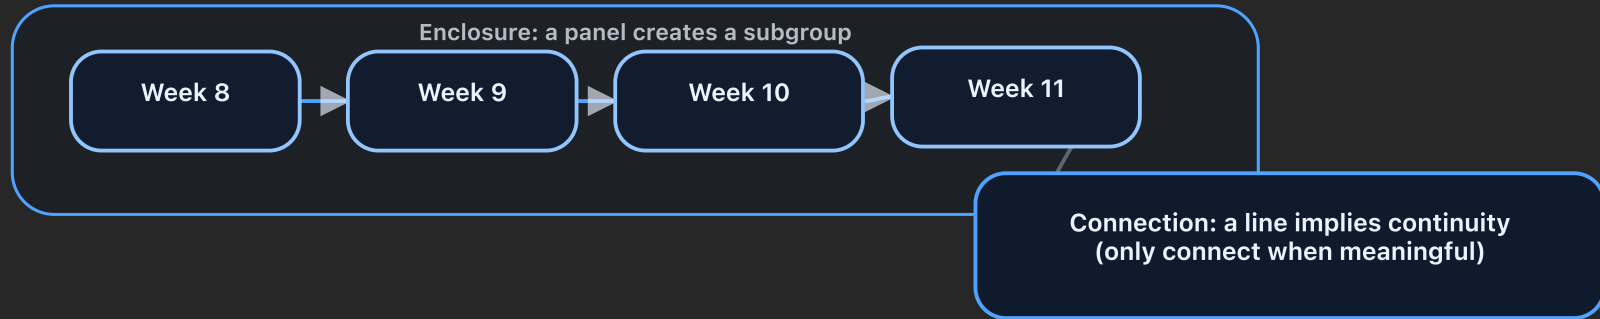 Enclosure: a panel creates a subgroup
Week 8
Week 9
Week 10
Week 11
Connection: a line implies continuity
(only connect when meaningful)